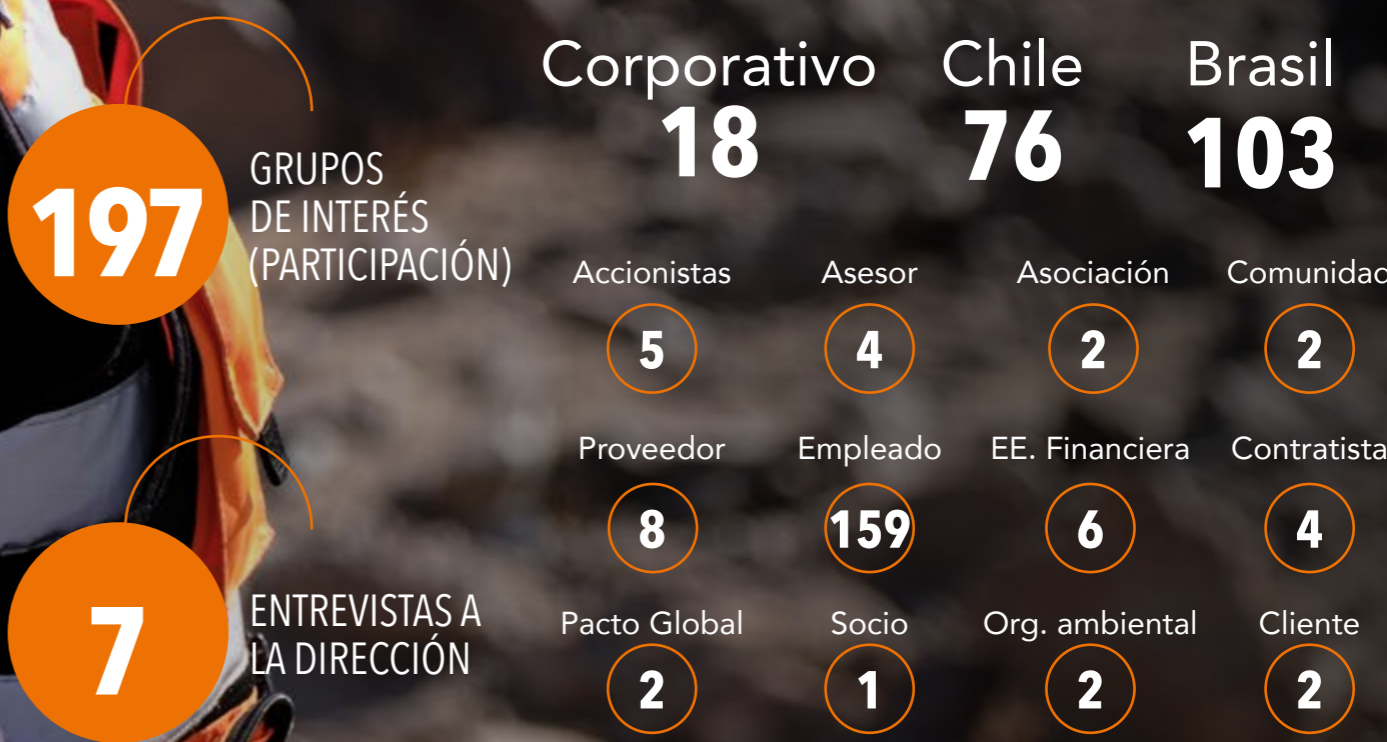 197
GRUPOS
DE INTERÉS
(PARTICIPACIÓN)
7
ENTREVISTAS A
LA DIRECCIÓN
Corporativo Chile Brasil
18 76 103
Accionistas Asesor Asociación Comunidad
5 4 2 2
Proveedor Empleado EE. Financiera Contratista
8 159 6 4
Pacto Global Socio Org. ambiental Cliente
2 1 2 2